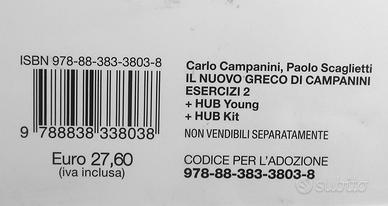 ISBN 978-88-383-3803-8
9 788838 338038
Euro 27,60
(iva inclusa)
Carlo Campanini, Paolo Scaglietti
IL NUOVO GRECO DI CAMPANINI
ESERCIZI 2
+ HUB Young
+ HUB Kit
NON VENDIBILI SEPARATAMENTE
CODICE PER L'ADOZIONE
978-88-383-3803-8
subito